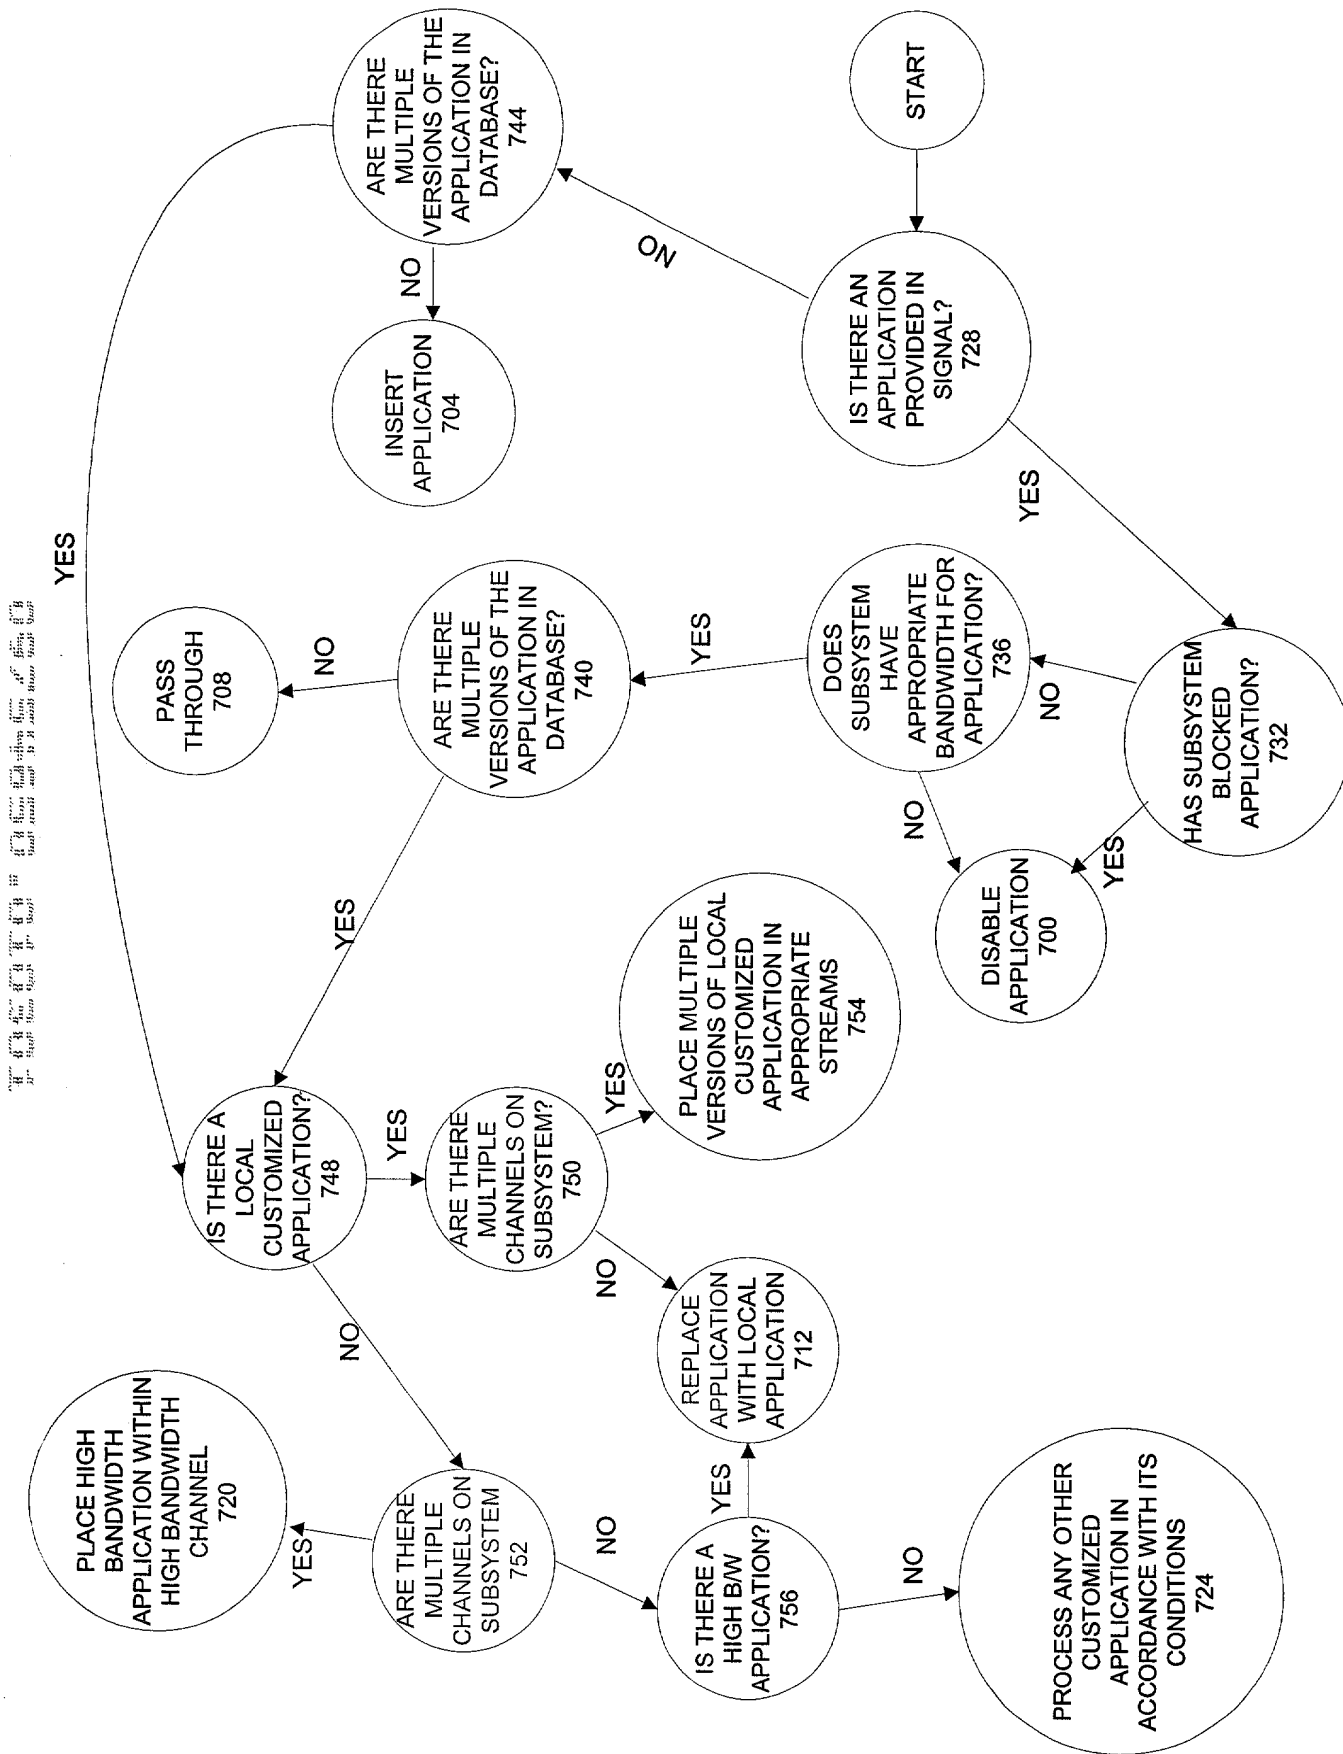 START
IS THERE AN
APPLICATION
PROVIDED IN
SIGNAL?
728
NO
YES
ARE THERE
MULTIPLE
VERSIONS OF THE
APPLICATION IN
DATABASE?
744
NO
YES
INSERT
APPLICATION
704
HAS SUBSYSTEM
BLOCKED
APPLICATION?
732
NO
YES
DOES
SUBSYSTEM
HAVE
APPROPRIATE
BANDWIDTH FOR
APPLICATION?
736
YES
NO
DISABLE
APPLICATION
700
ARE THERE
MULTIPLE
VERSIONS OF THE
APPLICATION IN
DATABASE?
740
NO
YES
PASS
THROUGH
708
IS THERE A
LOCAL
CUSTOMIZED
APPLICATION?
748
YES
NO
ARE THERE
MULTIPLE
CHANNELS ON
SUBSYSTEM?
750
YES
NO
PLACE MULTIPLE
VERSIONS OF LOCAL
CUSTOMIZED
APPLICATION IN
APPROPRIATE
STREAMS
754
REPLACE
APPLICATION
WITH LOCAL
APPLICATION
712
ARE THERE
MULTIPLE
CHANNELS ON
SUBSYSTEM
752
YES
NO
PLACE HIGH
BANDWIDTH
APPLICATION WITHIN
HIGH BANDWIDTH
CHANNEL
720
IS THERE A
HIGH B/W
APPLICATION?
756
YES
NO
PROCESS ANY OTHER
CUSTOMIZED
APPLICATION IN
ACCORDANCE WITH ITS
CONDITIONS
724